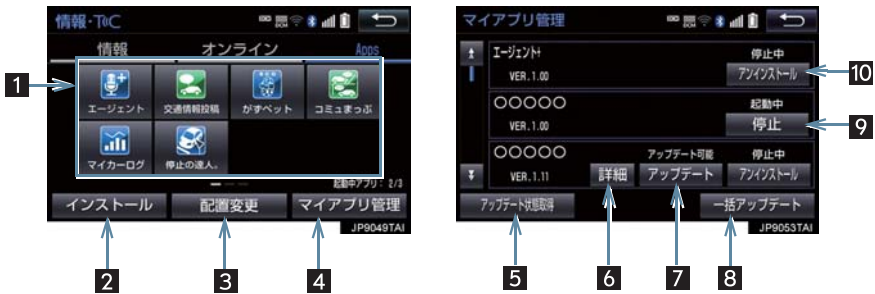 情報・T\C
情報 オンライン Apps
1
エージェント 交通情報投稿 がずペット コミュまっぷ
マイカーログ 停止の達人。
起動中アプリ: 2/3
インストール 配置変更 マイアプリ管理
JP9049TAI
2 3 4
マイアプリ管理
エージェント+ 停止中
VER.1.00 アンインストール 10
○○○○○ 起動中
VER.1.00 停止 9
○○○○○ アップデート可能 停止中
VER.1.11 詳細 アップデート アンインストール
アップデート状態取得 一括アップデート
JP9053TAI
5 6 7 8